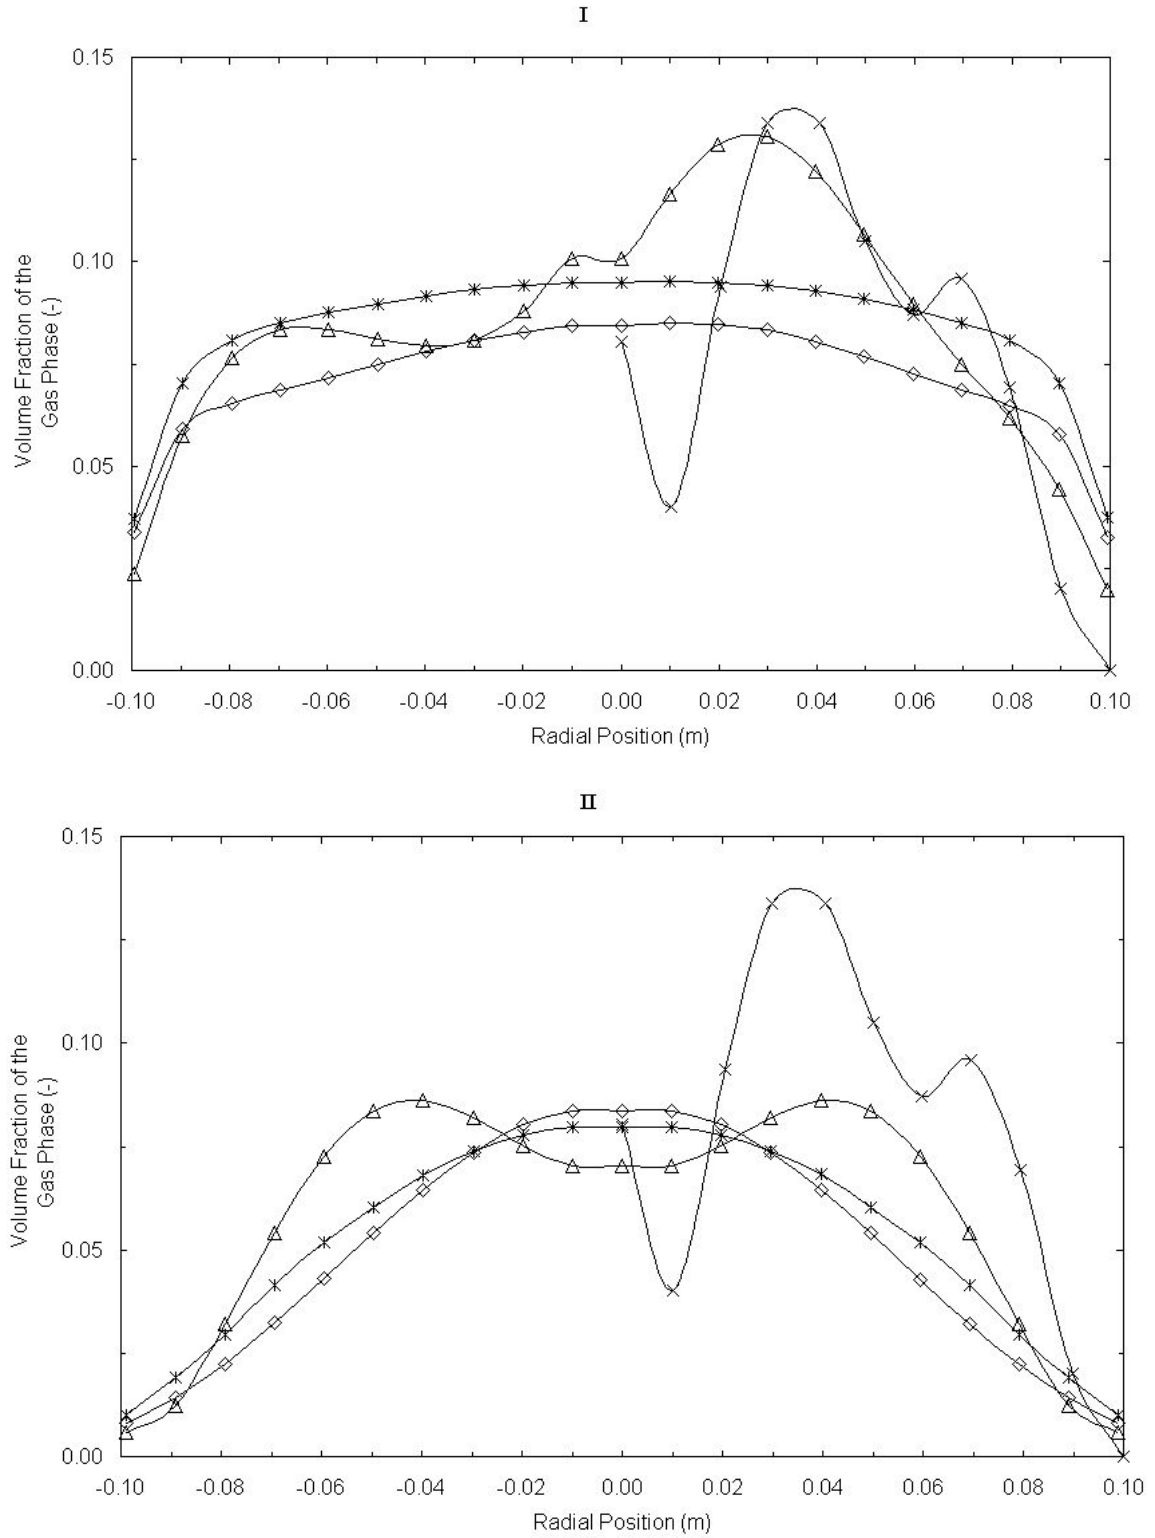 I
0.15
0.10
0.05
0.00
Volume Fraction of the
Gas Phase (-)
-0.10 -0.08 -0.06 -0.04 -0.02 0.00 0.02 0.04 0.06 0.08 0.10
Radial Position (m)
II
0.15
0.10
0.05
0.00
Volume Fraction of the
Gas Phase (-)
-0.10 -0.08 -0.06 -0.04 -0.02 0.00 0.02 0.04 0.06 0.08 0.10
Radial Position (m)